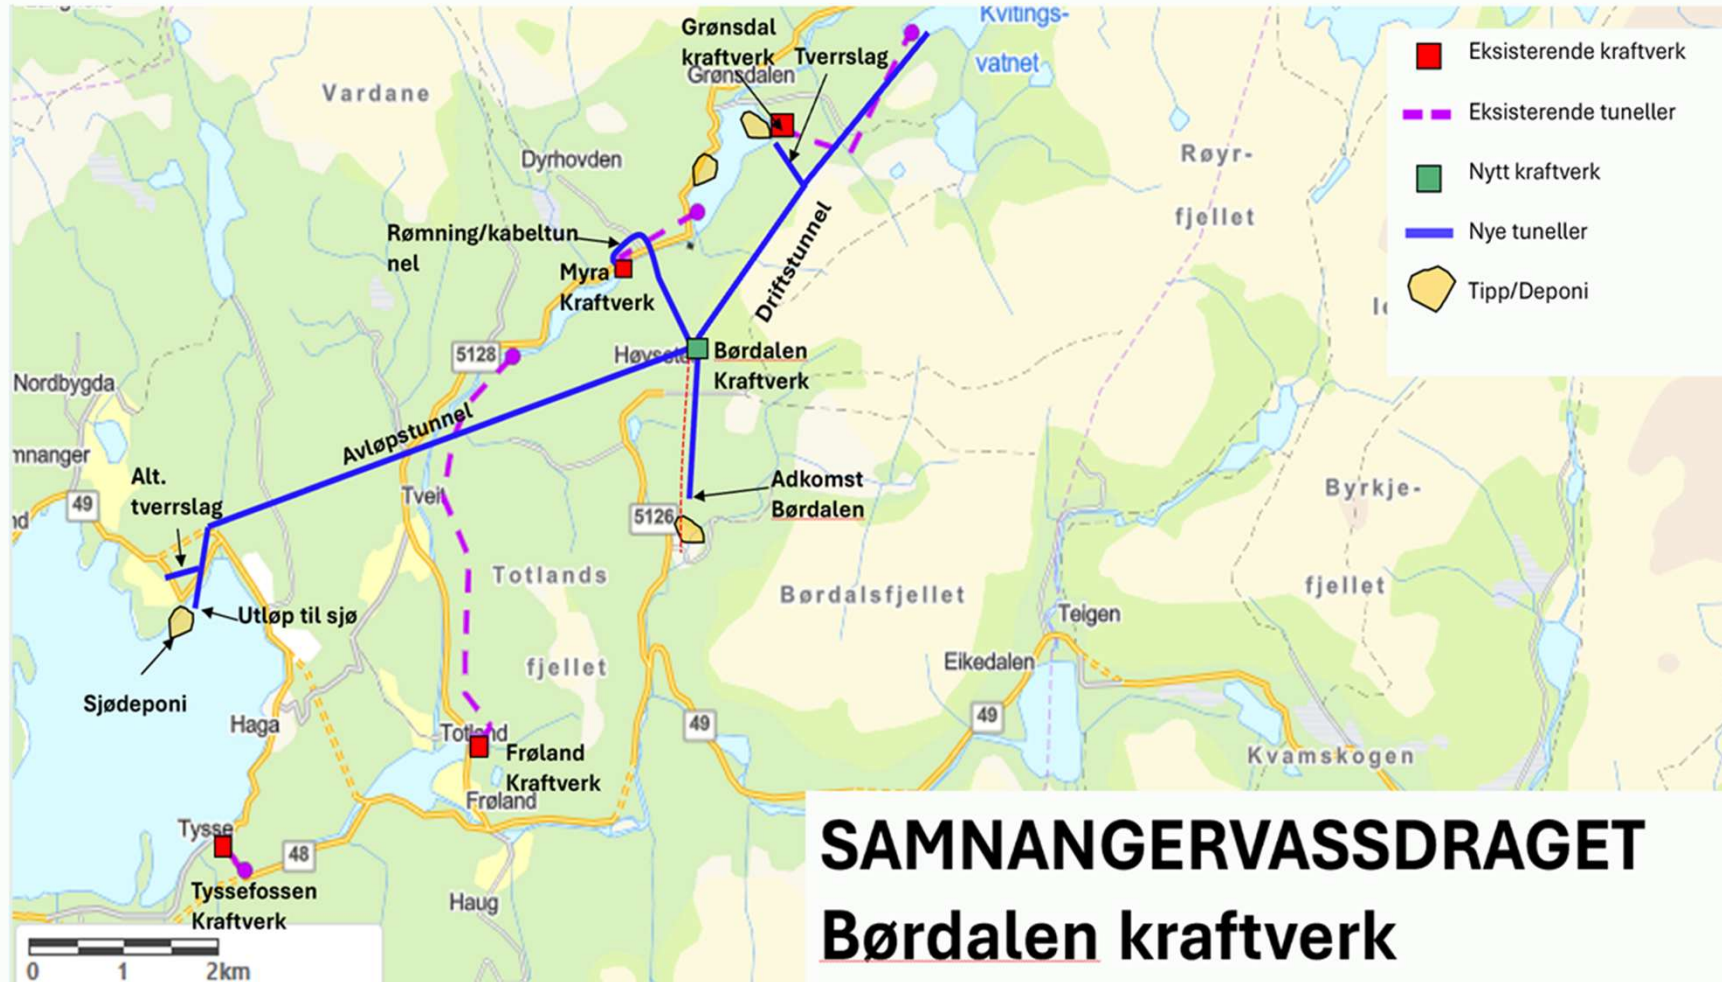 Kvitings-
vatnet
Grønsdal
kraftverk
Tverrslag
Grønsdalen
Vardane
Dyrhovden
Rømning/kabeltun
nel
Myra
Kraftverk
Driftstunnel
Røyr-
fjellet
Eksisterende kraftverk
Eksisterende tuneller
Nytt kraftverk
Nye tuneller
Tipp/Deponi
5128
Børdalen
Kraftverk
Nordbygda
Avløpstunnel
mnanger
49
Alt.
tverrslag
Tveit
Adkomst
Børdalen
5126
Byrkje-
fjellet
Totlands
fjellet
Børdalsfjellet
Teigen
Eikedalen
Utløp til sjø
Sjødeponi
Haga
49
49
Kvamskogen
Totland
Frøland
Kraftverk
Frøland
Tysse
48
Tyssefossen
Kraftverk
Haug
0 1 2km
SAMNANGERVASSDRAGET
Børdalen kraftverk